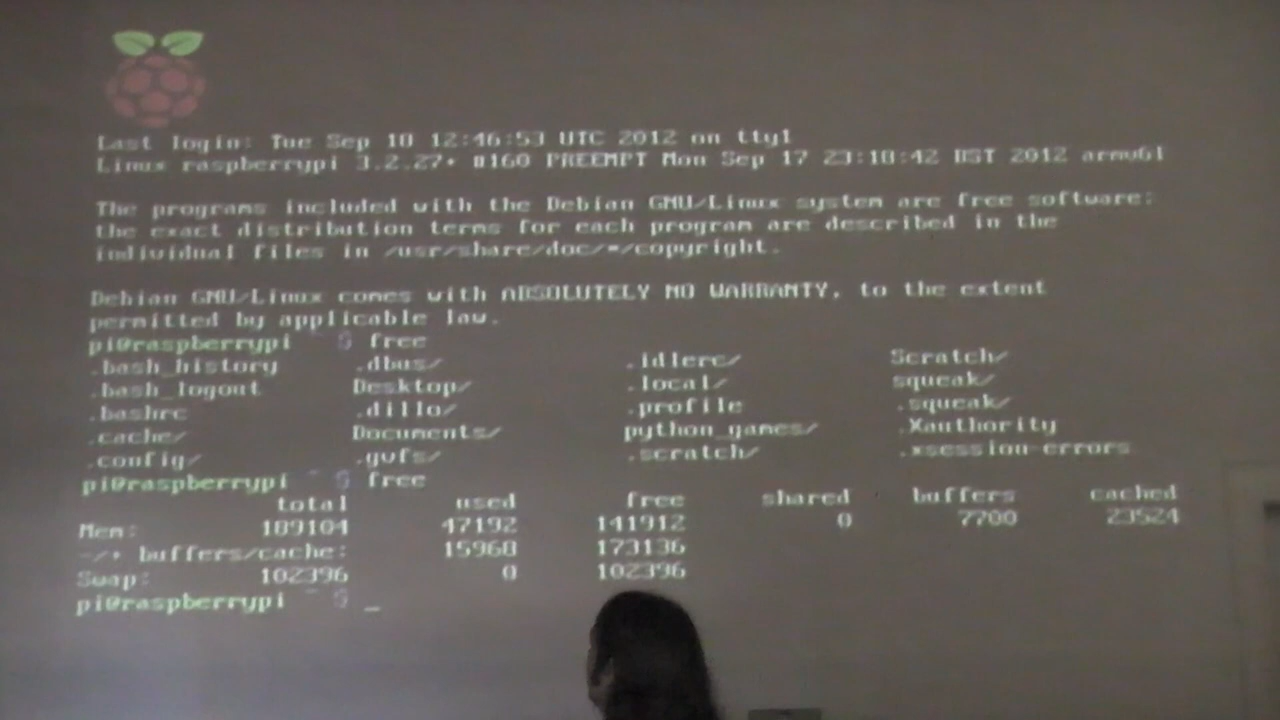 Last login: Tue Sep 18 12:46:53 UTC 2012 on tty1
Linux raspberrypi 3.2.27+ #160 PREEMPT Mon Sep 17 23:18:42 BST 2012 armv6l
The programs included with the Debian GNU/Linux system are free software;
the exact distribution terms for each program are described in the
individual files in /usr/share/doc/*/copyright.
Debian GNU/Linux comes with ABSOLUTELY NO WARRANTY, to the extent
permitted by applicable law.
pi@raspberrypi ~ $ free
.bash_history .dbus/ .idlerc/ Scratch/
.bash_logout Desktop/ .local/ squeak/
.bashrc .dillo/ .profile .squeak/
.cache/ Documents/ python_games/ .Xauthority
.config/ .gvfs/ .scratch/ .xsession-errors
pi@raspberrypi ~ $ free
total used free shared buffers cached
Mem: 189104 47192 141912 0 7700 23524
-/+ buffers/cache: 15968 173136
Swap: 102396 0 102396
pi@raspberrypi ~ $ _